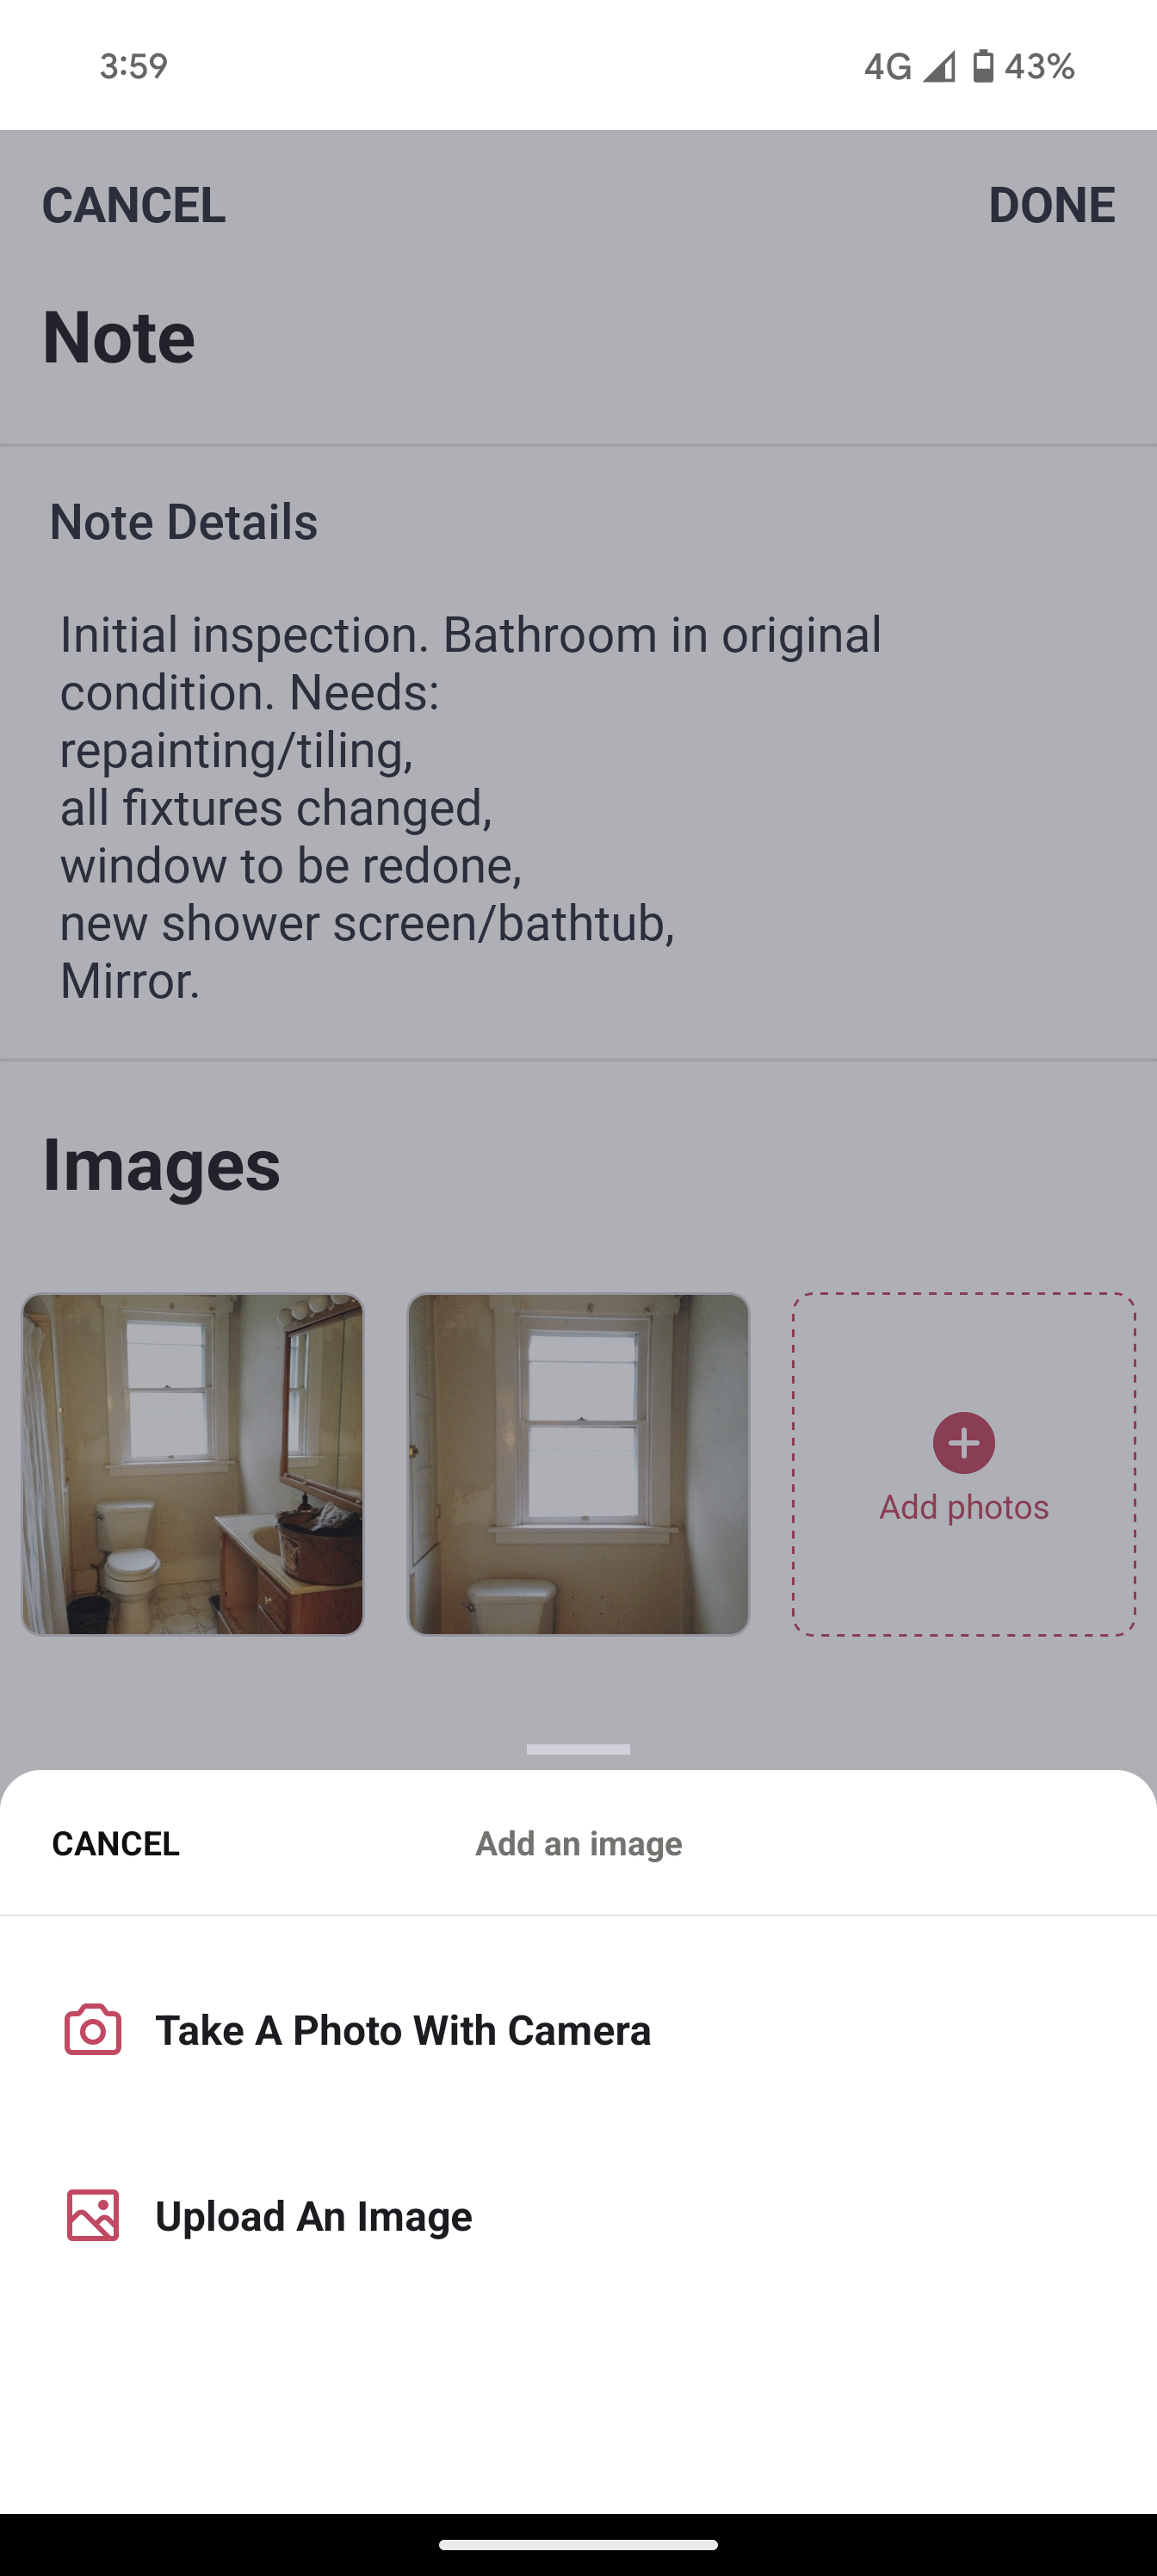 3:59
4G 43%
CANCEL
DONE
Note
Note Details
Initial inspection. Bathroom in original
condition. Needs:
repainting/tiling,
all fixtures changed,
window to be redone,
new shower screen/bathtub,
Mirror.
Images
Add photos
CANCEL
Add an image
Take A Photo With Camera
Upload An Image